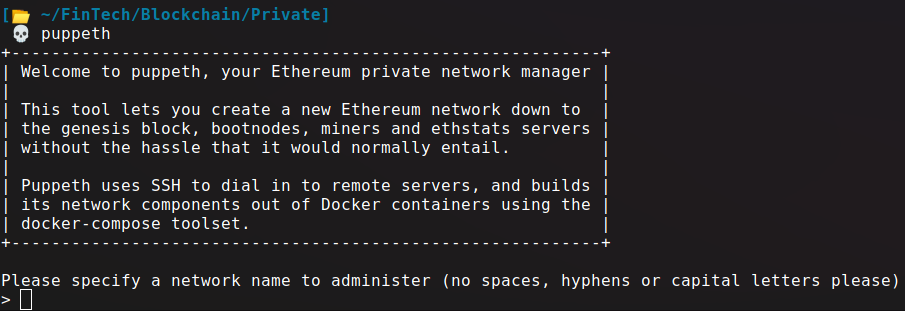 [📂 ~/FinTech/Blockchain/Private]
💀 puppeth
+-----------------------------------------------------------+
| Welcome to puppeth, your Ethereum private network manager |
|                                                           |
| This tool lets you create a new Ethereum network down to  |
| the genesis block, bootnodes, miners and ethstats servers |
| without the hassle that it would normally entail.         |
|                                                           |
| Puppeth uses SSH to dial in to remote servers, and builds |
| its network components out of Docker containers using the |
| docker-compose toolset.                                   |
+-----------------------------------------------------------+

Please specify a network name to administer (no spaces, hyphens or capital letters please)
>